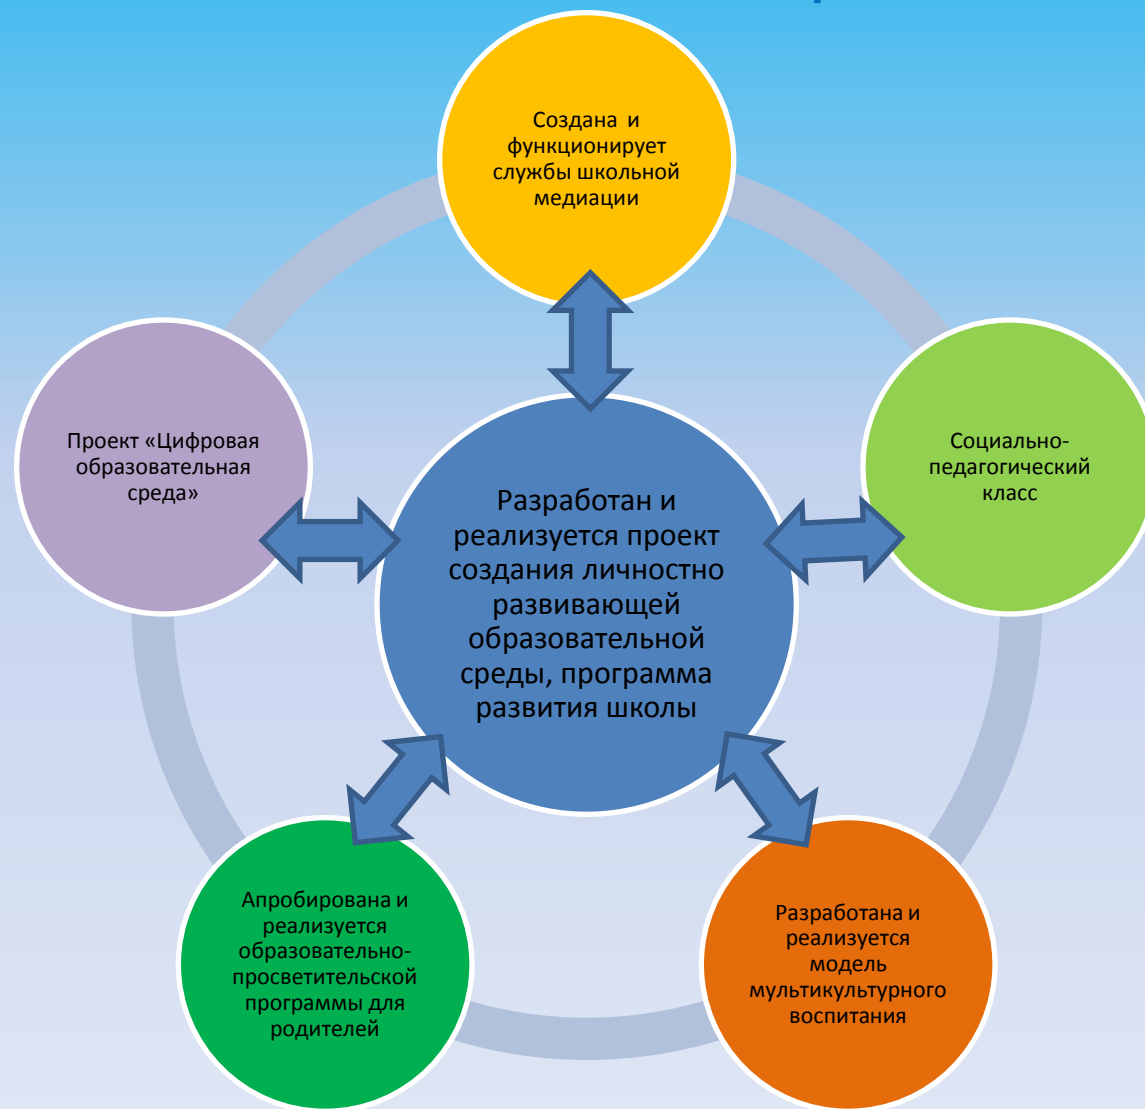 Создана и
функционирует
службы школьной
медиации
Проект «Цифровая
образовательная
среда»
Социально-
педагогический
класс
Разработан и
реализуется проект
создания личностно
развивающей
образовательной
среды, программа
развития школы
Апробирована и
реализуется
образовательно-
просветительской
программы для
родителей
Разработана и
реализуется
модель
мультикультурного
воспитания